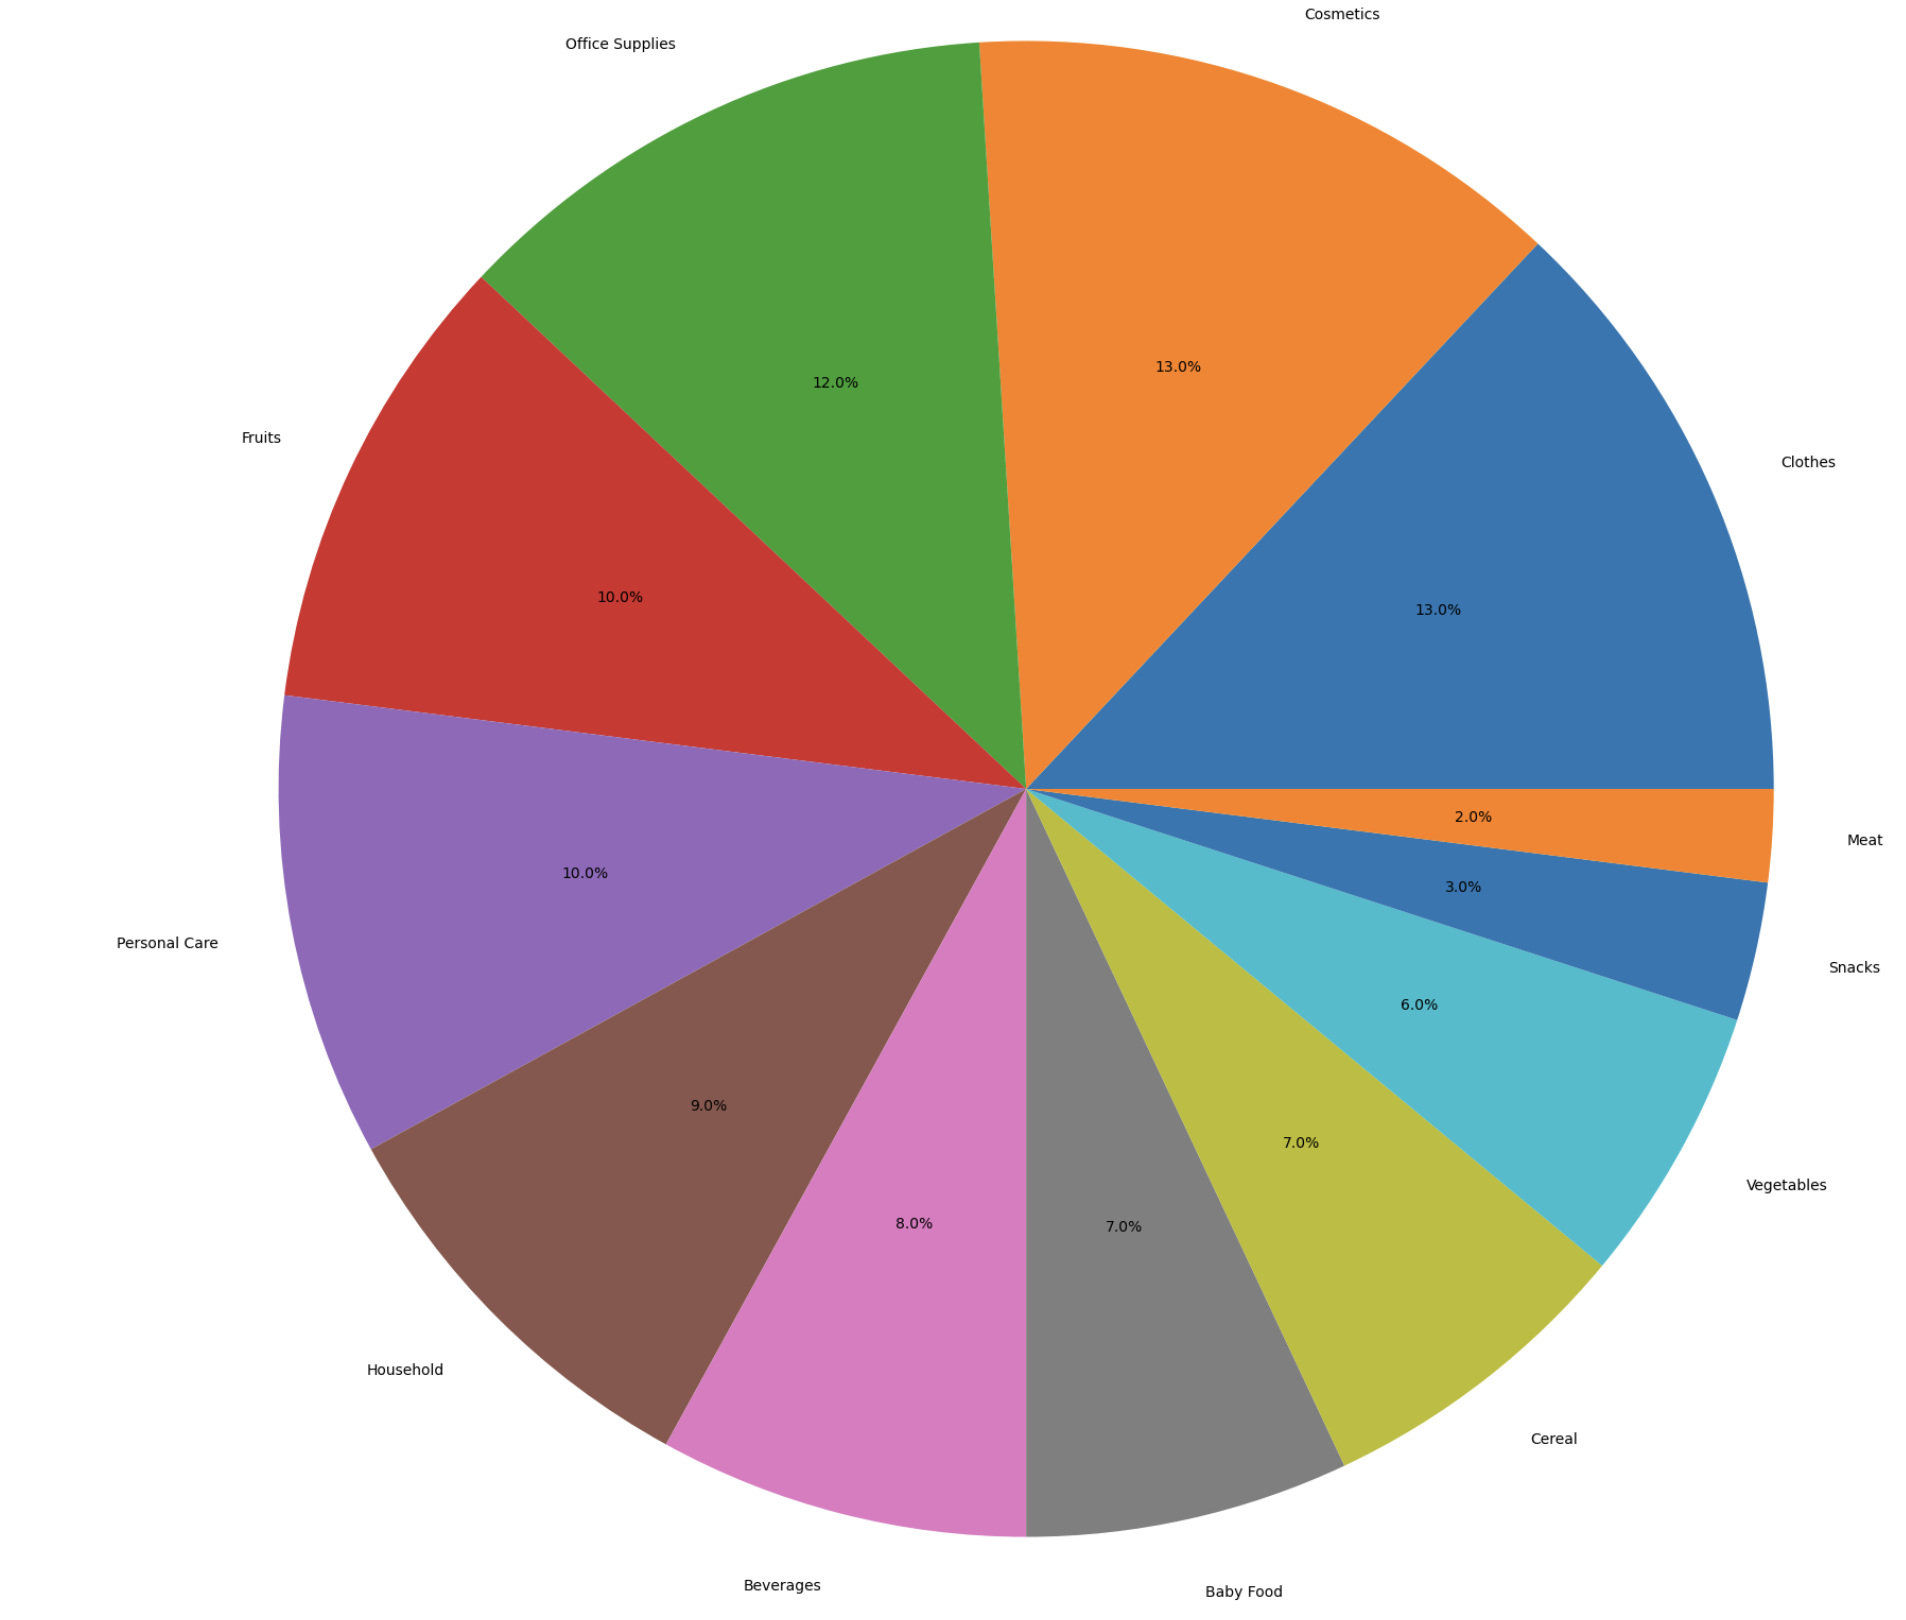 Cosmetics
Office Supplies
13.0%
12.0%
Fruits
Clothes
10.0%
13.0%
2.0%
Meat
10.0%
3.0%
Personal Care
Snacks
6.0%
9.0%
7.0%
Vegetables
8.0%
7.0%
Household
Cereal
Beverages
Baby Food